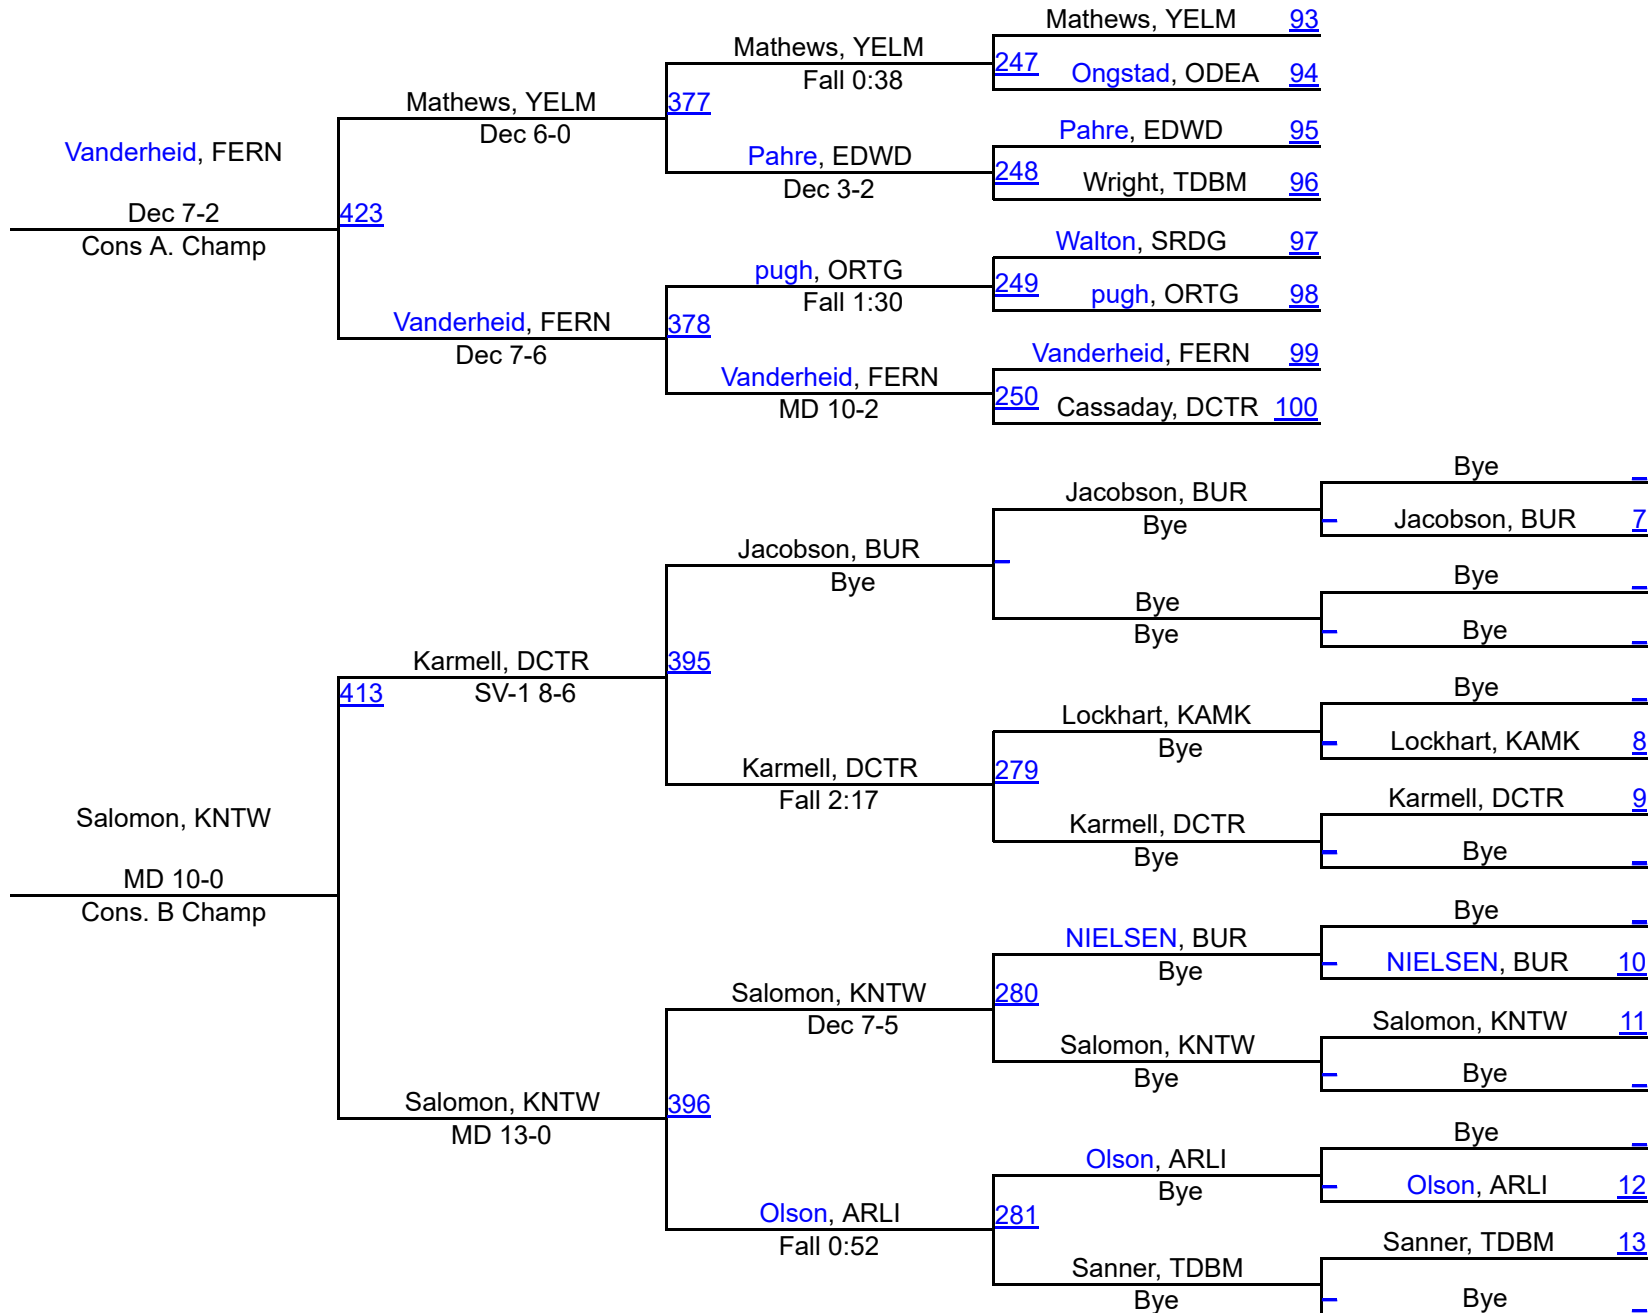 Mathews, YELM 93
Mathews, YELM
Fall 0:38
247
Ongstad, ODEA 94
Mathews, YELM
Dec 6-0
377
Pahre, EDWD 95
Vanderheid, FERN
Pahre, EDWD
Dec 3-2
248
Wright, TDBM 96
Dec 7-2
Cons A. Champ
423
Walton, SRDG 97
pugh, ORTG
Fall 1:30
249
pugh, ORTG 98
Vanderheid, FERN
Dec 7-6
378
Vanderheid, FERN 99
Vanderheid, FERN
MD 10-2
250
Cassaday, DCTR 100
Bye
Jacobson, BUR
Bye
Jacobson, BUR 7
Jacobson, BUR
Bye
Bye
Bye
Bye
Bye
Karmell, DCTR
SV-1 8-6
413
395
Bye
Lockhart, KAMK
Bye
Lockhart, KAMK 8
Karmell, DCTR
Fall 2:17
279
Karmell, DCTR 9
Karmell, DCTR
Bye
Bye
Salomon, KNTW
MD 10-0
Cons. B Champ
Bye
NIELSEN, BUR
Bye
NIELSEN, BUR 10
Salomon, KNTW
Dec 7-5
280
Salomon, KNTW 11
Salomon, KNTW
Bye
Bye
Salomon, KNTW
MD 13-0
396
Bye
Olson, ARLI
Bye
Olson, ARLI 12
Olson, ARLI
Fall 0:52
281
Sanner, TDBM 13
Sanner, TDBM
Bye
Bye